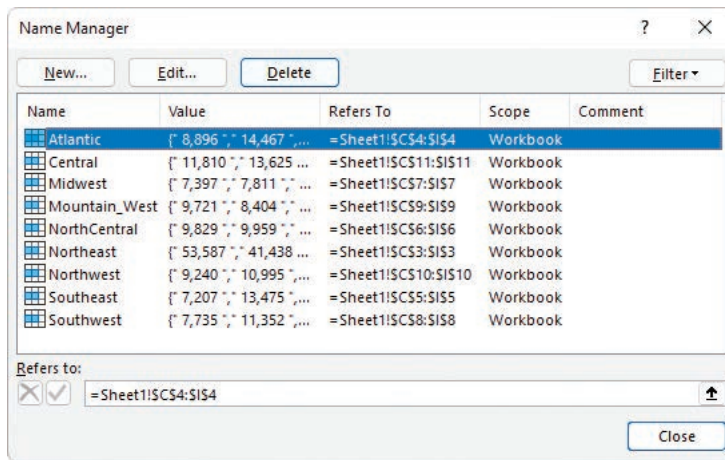 Name Manager ? X
New... Edit... Delete Filter
Name Value Refers To Scope Comment
Atlantic {" 8,896 "," 14,467 ",... =Sheet1!$C$4:$I$4 Workbook
Central {" 11,810 "," 13,625 ... =Sheet1!$C$11:$I$11 Workbook
Midwest {" 7,397 "," 7,811 ",... =Sheet1!$C$7:$I$7 Workbook
Mountain_West {" 9,721 "," 8,404 "," ... =Sheet1!$C$9:$I$9 Workbook
NorthCentral {" 9,829 "," 9,959 "," ... =Sheet1!$C$6:$I$6 Workbook
Northeast {" 53,587 "," 41,438 ... =Sheet1!$C$3:$I$3 Workbook
Northwest {" 9,240 "," 10,995 ",... =Sheet1!$C$10:$I$10 Workbook
Southeast {" 7,207 "," 13,475 ",... =Sheet1!$C$5:$I$5 Workbook
Southwest {" 7,735 "," 11,352 ",... =Sheet1!$C$8:$I$8 Workbook
Refers to:
=Sheet1!$C$4:$I$4
Close